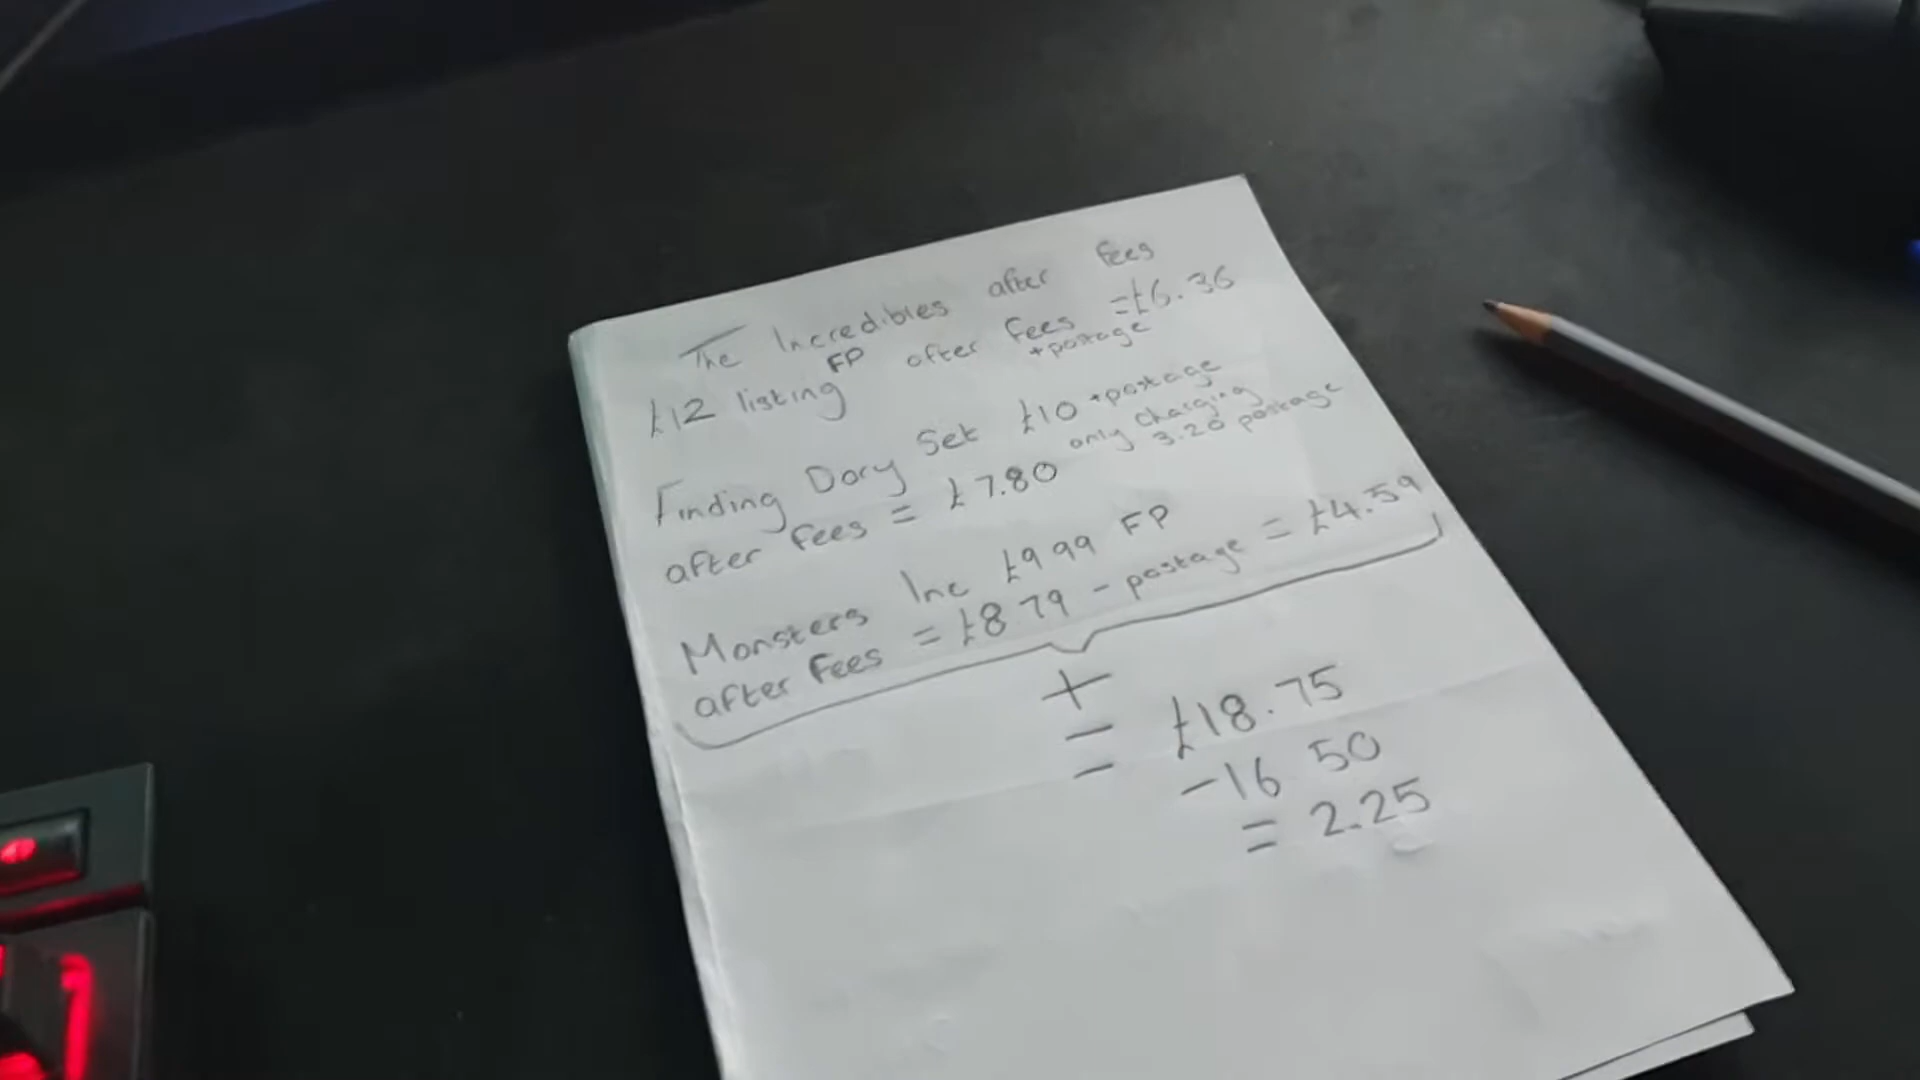 The Incredibles after fees
£12 listing FP after fees = £6.36
+postage
Finding Dory Set £10 +postage
only charging
3.20 postage
after fees = £7.80
Monsters Inc £9 99 FP
after fees = £8 79 - postage = £4.59
+
= £18.75
- -16 50
= 2.25